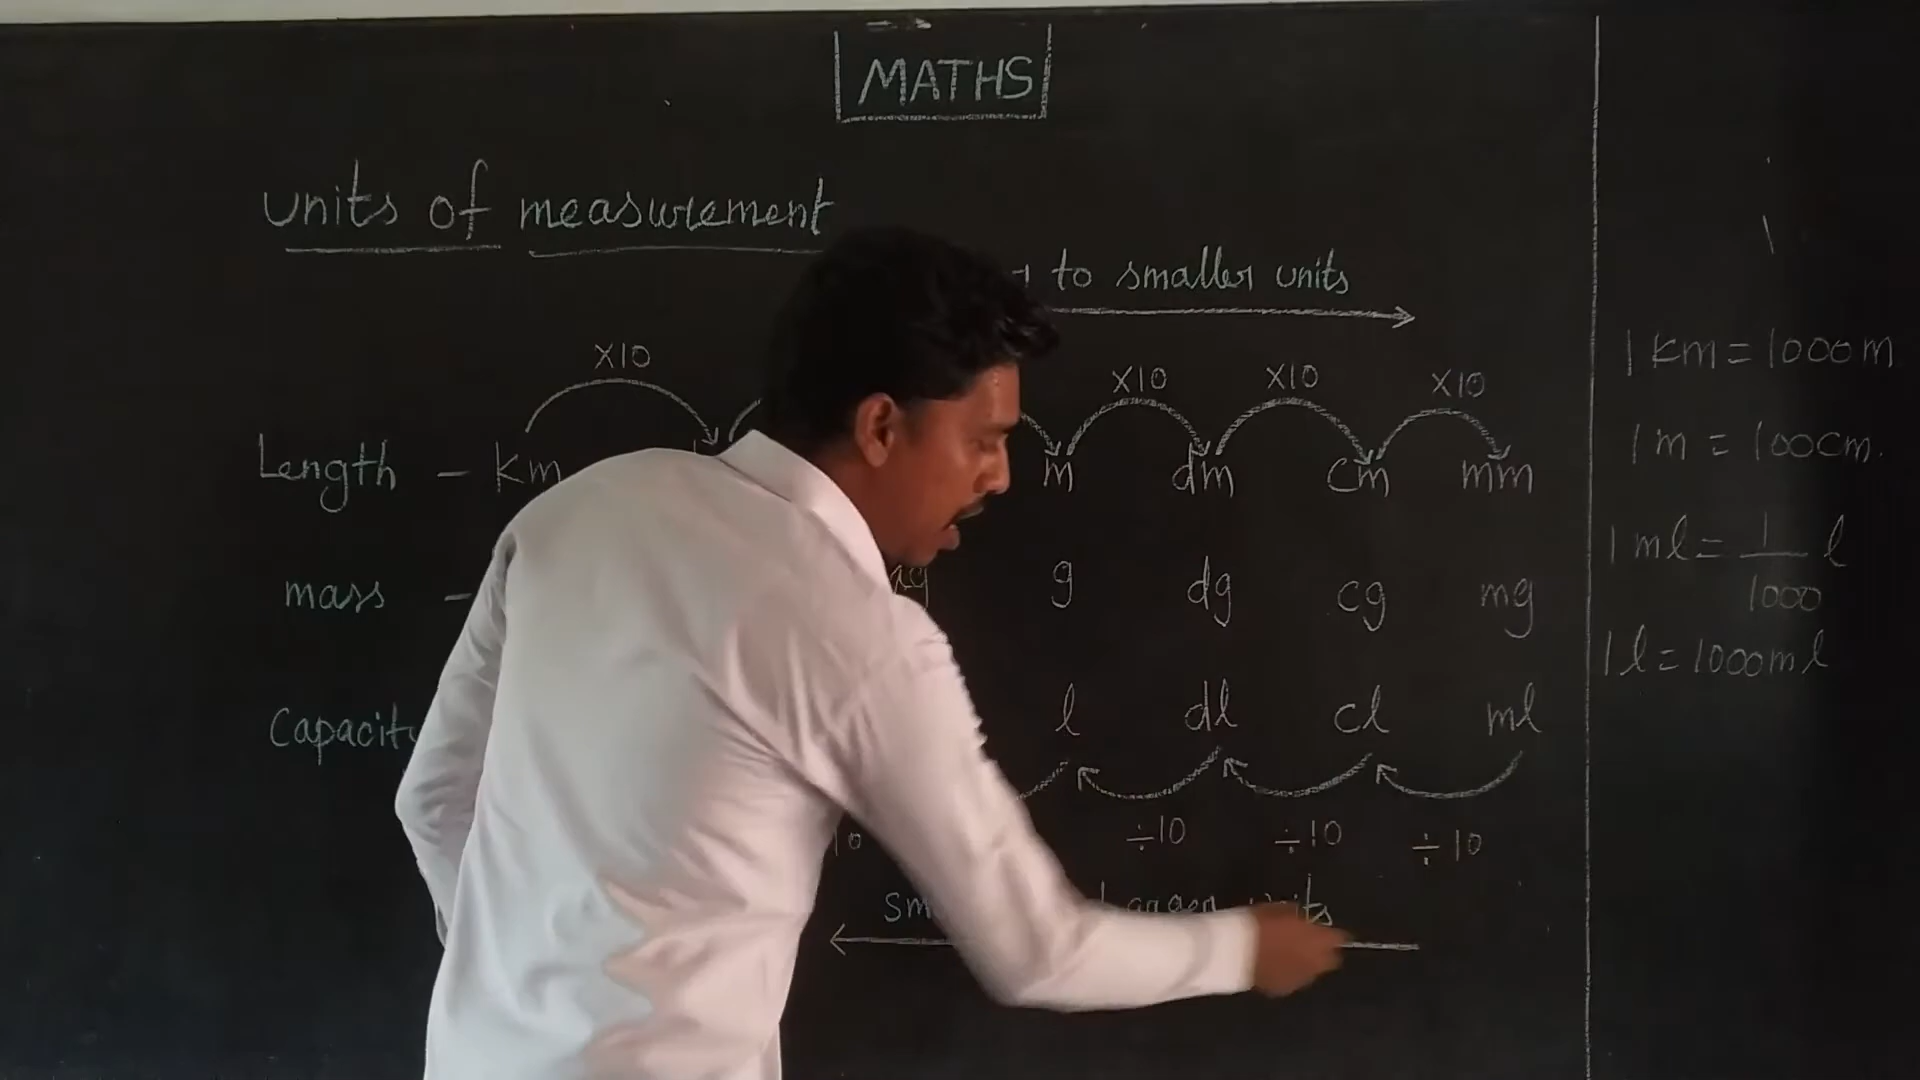 MATHS
units of measurement
to smaller units
X10 X10 X10 X10
Length - Km m dm cm mm
mass - g dg cg mg
Capacity l dl cl ml
÷10 ÷10 ÷10
Larger units
1 km = 1000 m
1 m = 100 cm.
1 ml = 1/1000 l
1 l = 1000 ml